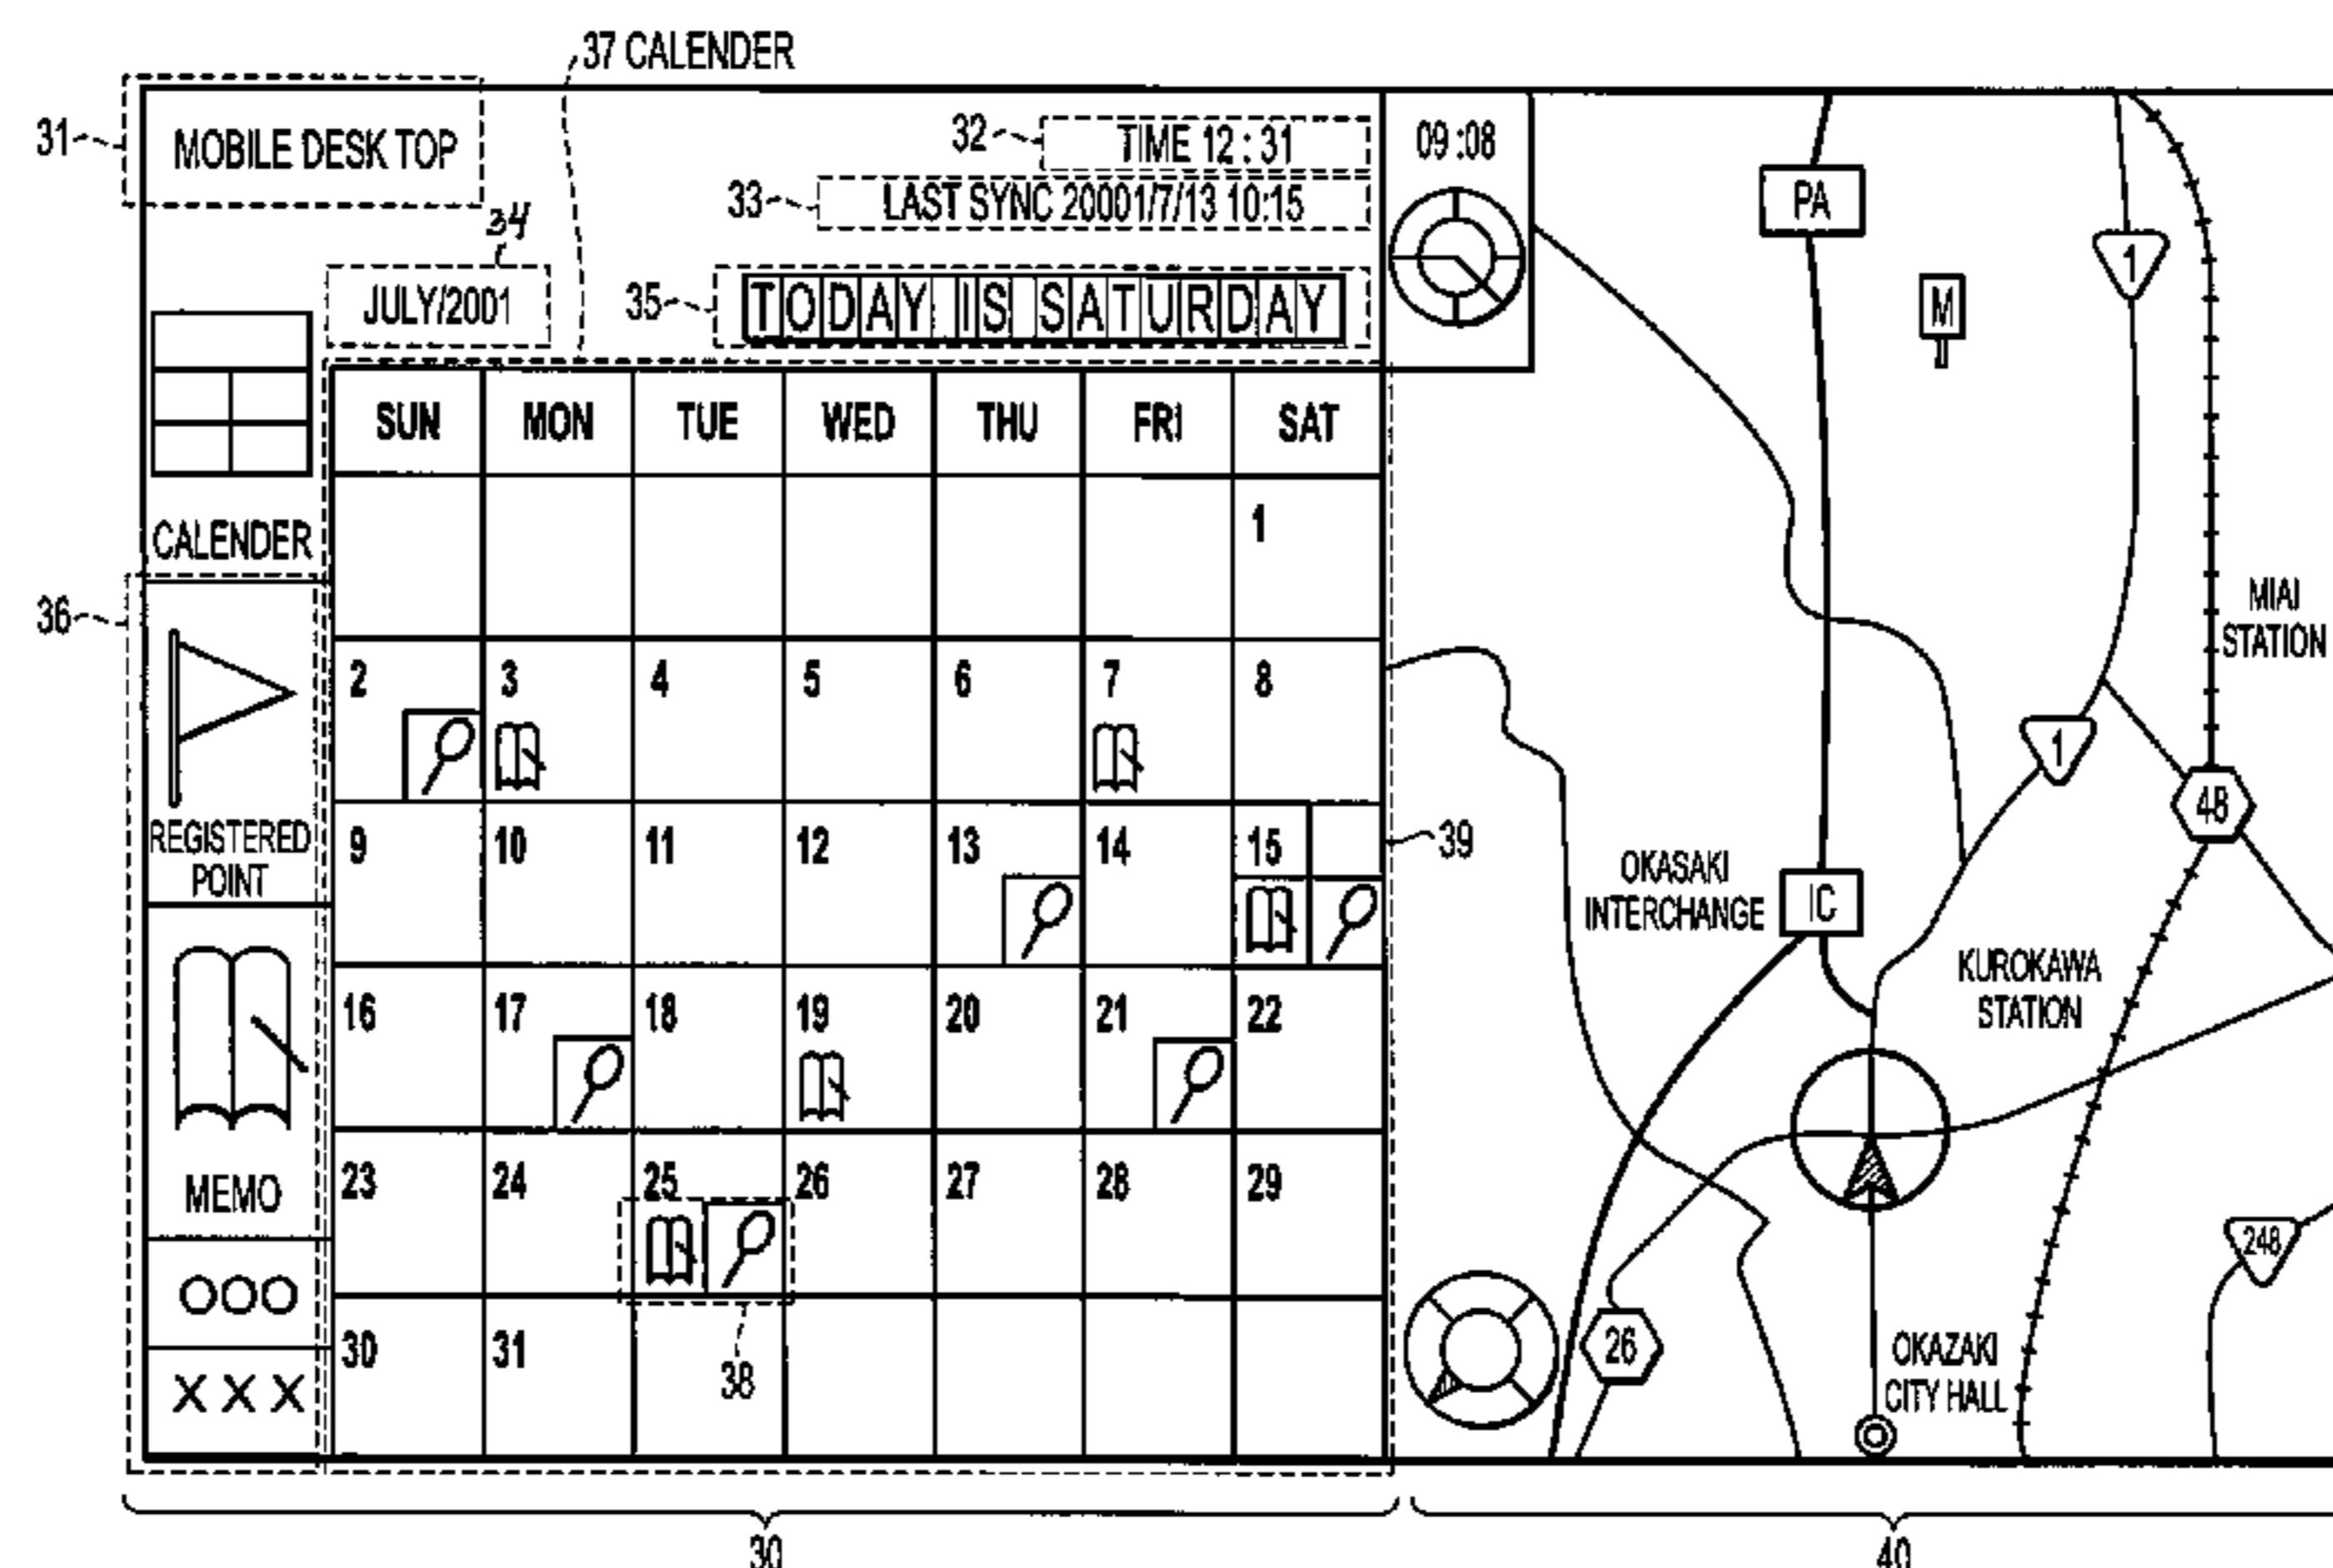 37 CALENDER
31
MOBILE DESK TOP
32
TIME 12 : 31
33
LAST SYNC 20001/7/13 10:15
34
JULY/2001
35
TODAY IS SATURDAY
09 :08
CALENDER
36
REGISTERED
POINT
MEMO
OOO
X X X
SUN MON TUE WED THU FRI SAT
1
2 3 4 5 6 7 8
9 10 11 12 13 14 15
16 17 18 19 20 21 22
23 24 25 26 27 28 29
30 31
38
39
30
PA
1
M
MIAI
STATION
1
48
OKASAKI
INTERCHANGE
IC
KUROKAWA
STATION
248
26
OKAZAKI
CITY HALL
40